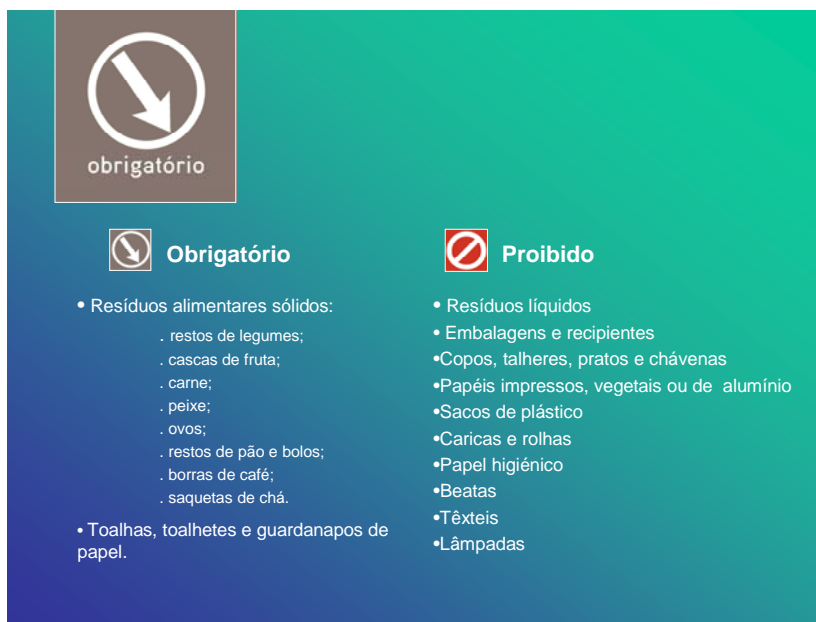 obrigatório
Obrigatório
• Resíduos alimentares sólidos:
. restos de legumes;
. cascas de fruta;
. carne;
. peixe;
. ovos;
. restos de pão e bolos;
. borras de café;
. saquetas de chá.
• Toalhas, toalhetes e guardanapos de
papel.
Proibido
• Resíduos líquidos
• Embalagens e recipientes
•Copos, talheres, pratos e chávenas
•Papéis impressos, vegetais ou de alumínio
•Sacos de plástico
•Caricas e rolhas
•Papel higiénico
•Beatas
•Têxteis
•Lâmpadas